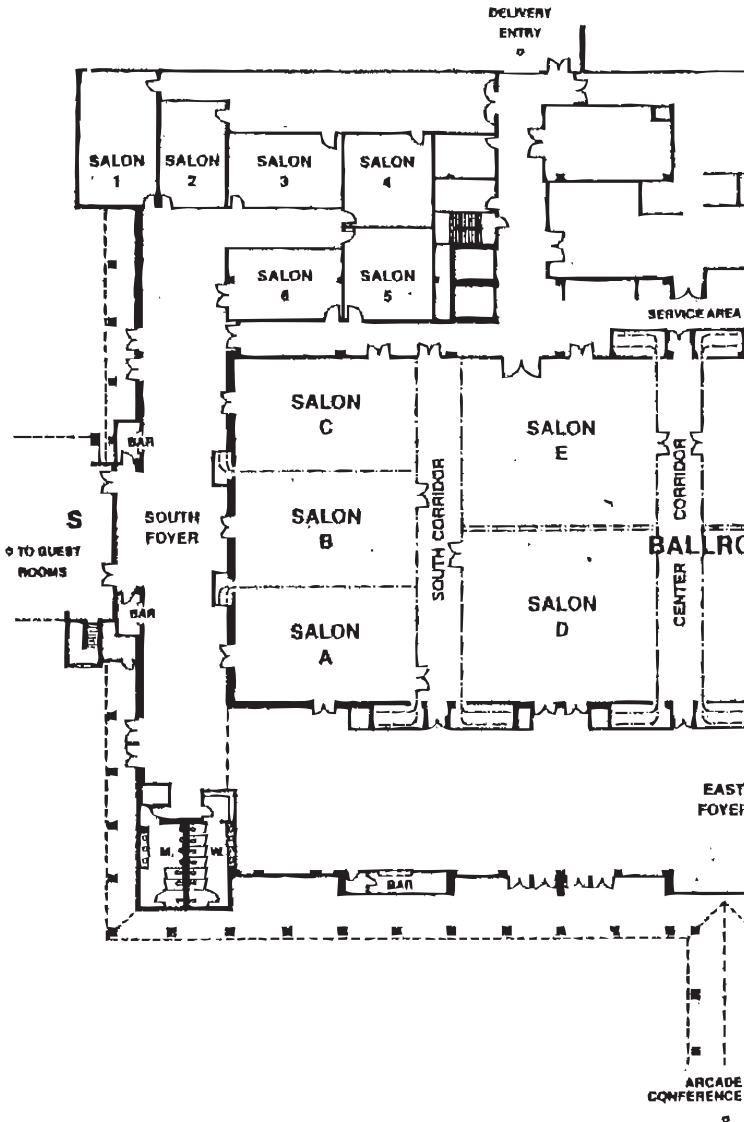 DELIVERY
ENTRY
SALON
1
SALON
2
SALON
3
SALON
4
SALON
6
SALON
5
SERVICE AREA
SALON
C
SALON
E
BAR
SOUTH CORRIDOR
CENTER CORRIDOR
S
SOUTH
FOYER
SALON
B
TO GUEST
ROOMS
BALLRO
BAR
SALON
A
SALON
D
EAST
FOYER
M.
W.
BAR
ARCADE
CONFERENCE